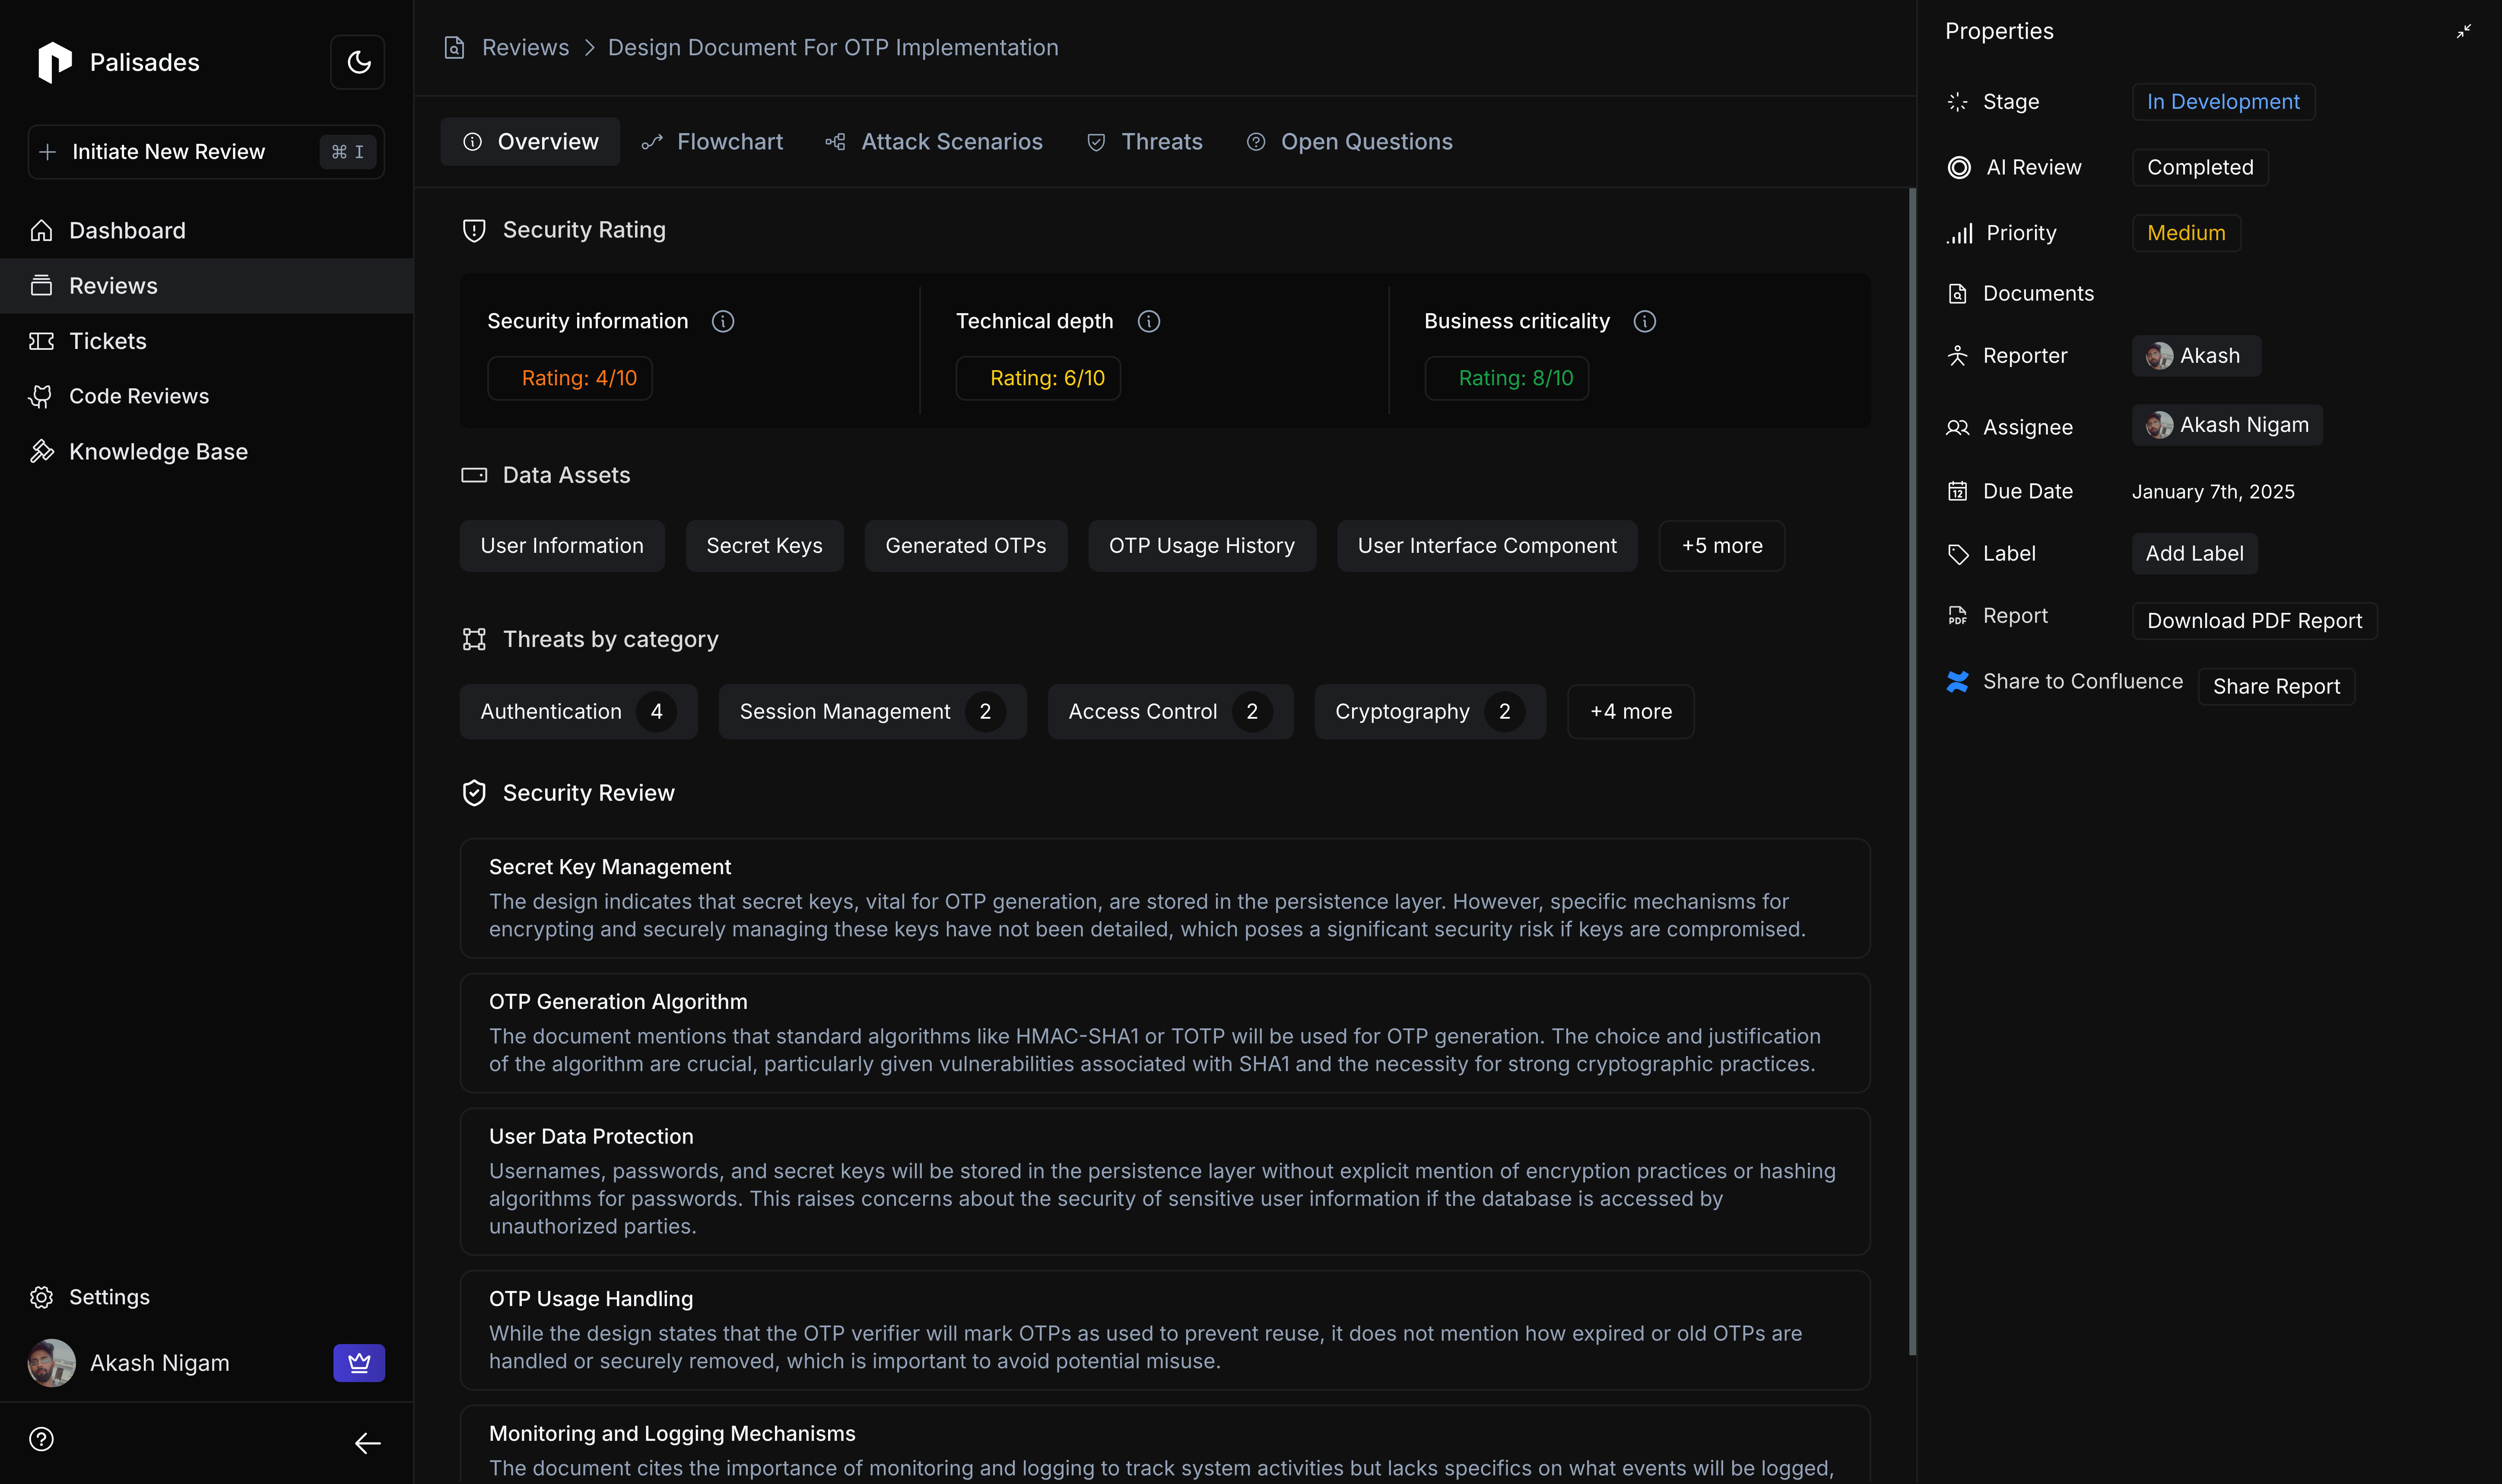 Palisades
Initiate New Review
⌘ I
Dashboard
Reviews
Tickets
Code Reviews
Knowledge Base
Settings
Akash Nigam
Reviews > Design Document For OTP Implementation
Overview
Flowchart
Attack Scenarios
Threats
Open Questions
Security Rating
Security information
Rating: 4/10
Technical depth
Rating: 6/10
Business criticality
Rating: 8/10
Data Assets
User Information
Secret Keys
Generated OTPs
OTP Usage History
User Interface Component
+5 more
Threats by category
Authentication 4
Session Management 2
Access Control 2
Cryptography 2
+4 more
Security Review
Secret Key Management
The design indicates that secret keys, vital for OTP generation, are stored in the persistence layer. However, specific mechanisms for
encrypting and securely managing these keys have not been detailed, which poses a significant security risk if keys are compromised.
OTP Generation Algorithm
The document mentions that standard algorithms like HMAC-SHA1 or TOTP will be used for OTP generation. The choice and justification
of the algorithm are crucial, particularly given vulnerabilities associated with SHA1 and the necessity for strong cryptographic practices.
User Data Protection
Usernames, passwords, and secret keys will be stored in the persistence layer without explicit mention of encryption practices or hashing
algorithms for passwords. This raises concerns about the security of sensitive user information if the database is accessed by
unauthorized parties.
OTP Usage Handling
While the design states that the OTP verifier will mark OTPs as used to prevent reuse, it does not mention how expired or old OTPs are
handled or securely removed, which is important to avoid potential misuse.
Monitoring and Logging Mechanisms
The document cites the importance of monitoring and logging to track system activities but lacks specifics on what events will be logged,
Properties
Stage
In Development
AI Review
Completed
Priority
Medium
Documents
Reporter
Akash
Assignee
Akash Nigam
12
Due Date
January 7th, 2025
Label
Add Label
PDF
Report
Download PDF Report
Share to Confluence
Share Report